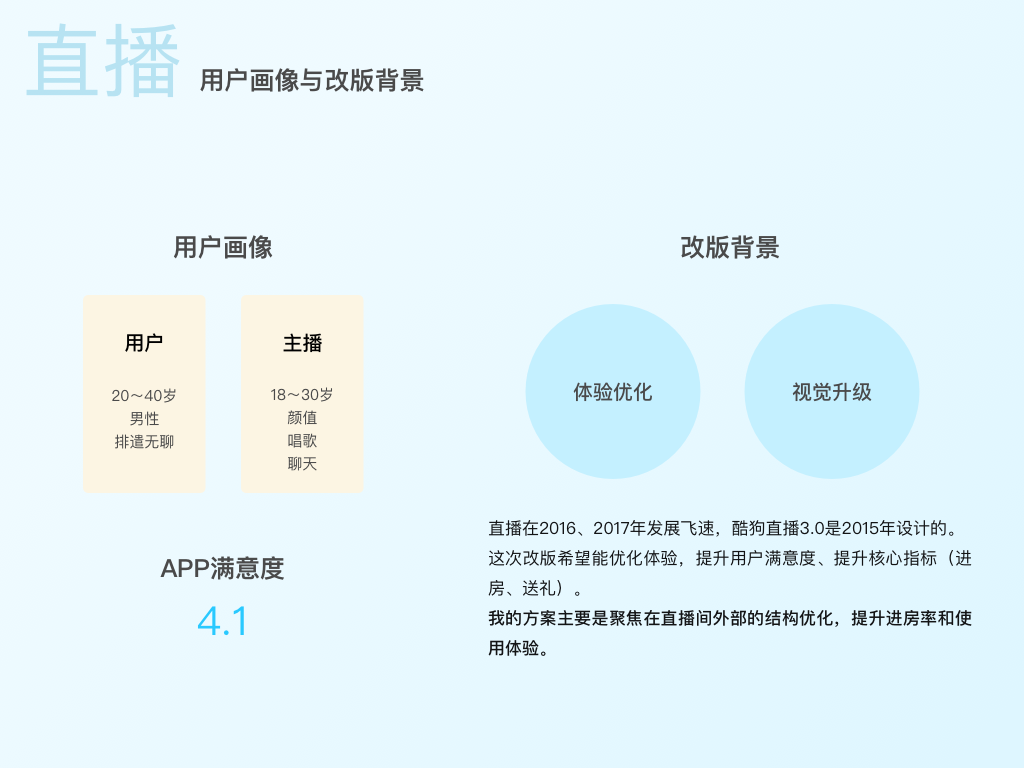 直播 用户画像与改版背景
用户画像
用户
20～40岁
男性
排遣无聊
主播
18～30岁
颜值
唱歌
聊天
APP满意度
4.1
改版背景
体验优化
视觉升级
直播在2016、2017年发展飞速，酷狗直播3.0是2015年设计的。
这次改版希望能优化体验，提升用户满意度、提升核心指标（进
房、送礼）。
我的方案主要是聚焦在直播间外部的结构优化，提升进房率和使
用体验。